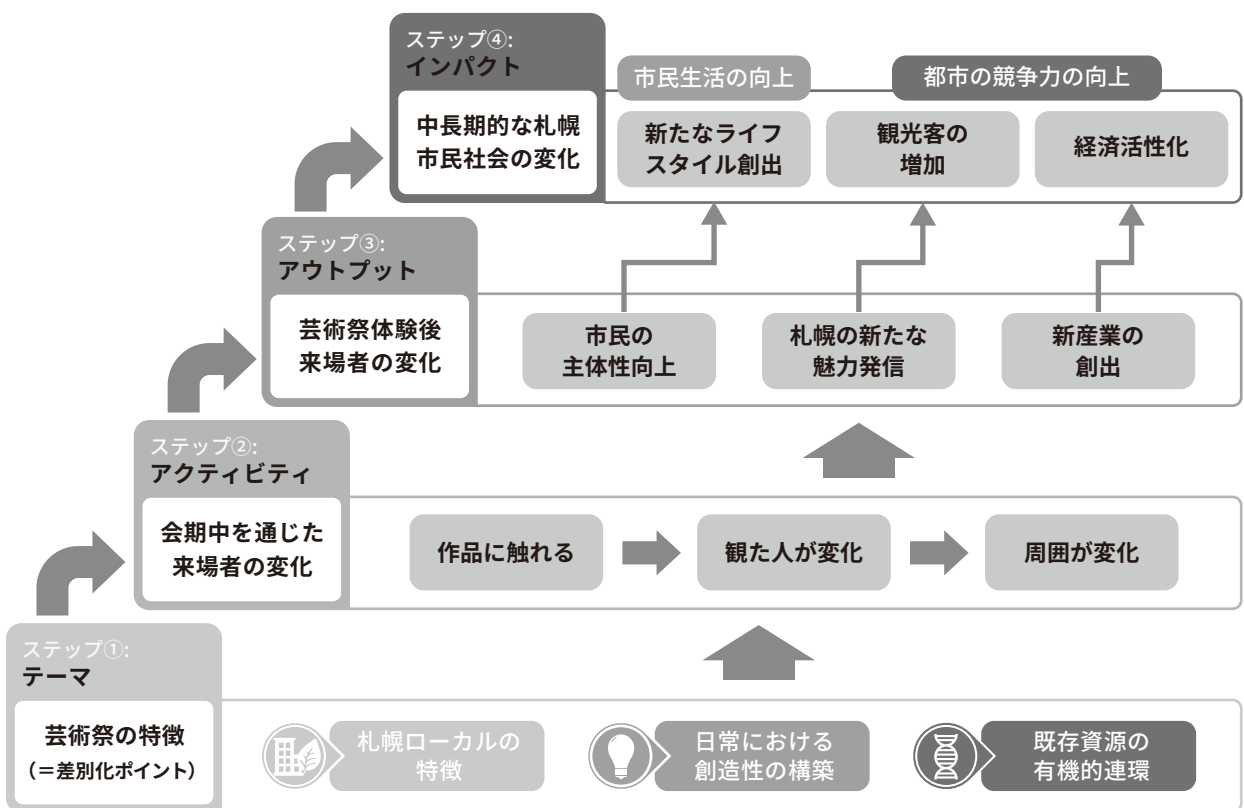 ステップ④:
インパクト
中長期的な札幌
市民社会の変化
市民生活の向上
都市の競争力の向上
新たなライフ
スタイル創出
観光客の
増加
経済活性化
ステップ③:
アウトプット
芸術祭体験後
来場者の変化
市民の
主体性向上
札幌の新たな
魅力発信
新産業の
創出
ステップ②:
アクティビティ
会期中を通じた
来場者の変化
作品に触れる
観た人が変化
周囲が変化
ステップ①:
テーマ
芸術祭の特徴
(=差別化ポイント)
札幌ローカルの
特徴
日常における
創造性の構築
既存資源の
有機的連環